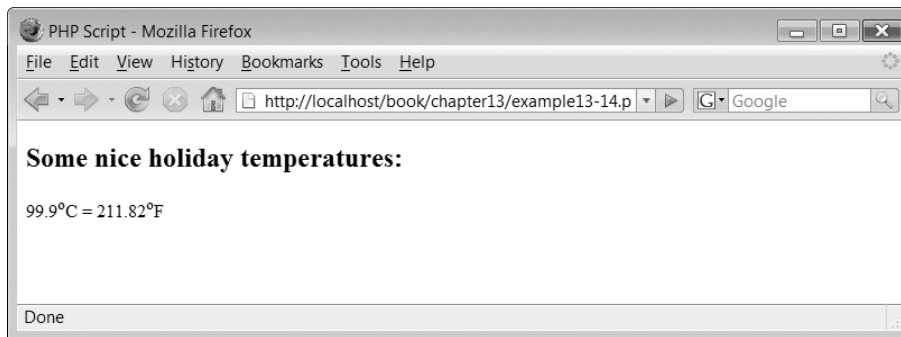 PHP Script - Mozilla Firefox
File Edit View History Bookmarks Tools Help
http://localhost/book/chapter13/example13-14.p G Google
Some nice holiday temperatures:
99.9°C = 211.82°F
Done